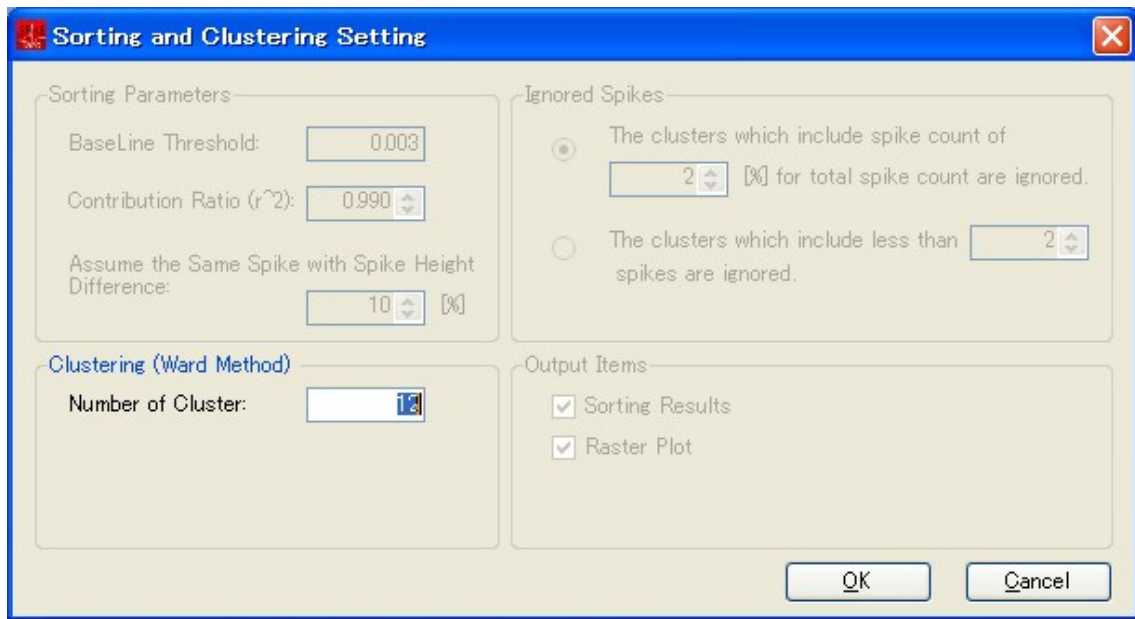 Sorting and Clustering Setting
Sorting Parameters
BaseLine Threshold: 0.003
Contribution Ratio (r^2): 0.990
Assume the Same Spike with Spike Height
Difference:
10 [%]
Ignored Spikes
The clusters which include spike count of
2 [%] for total spike count are ignored.
The clusters which include less than 2
spikes are ignored.
Clustering (Ward Method)
Number of Cluster: 12
Output Items
Sorting Results
Raster Plot
OK Cancel